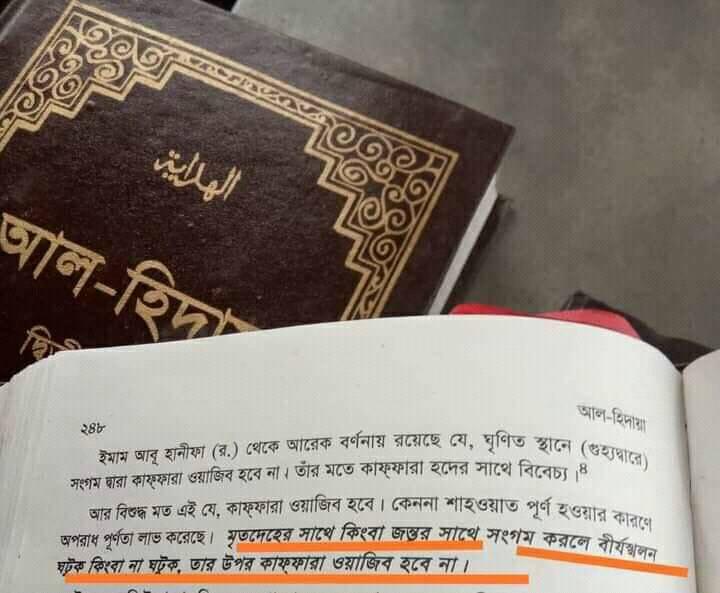 الهداية
আল-হিদা
২৪৮
আল-হিদায়া
ইমাম আবূ হানীফা (র.) থেকে আরেক বর্ণনায় রয়েছে যে, ঘৃণিত স্থানে (গুহ্যদ্বারে)
সংগম দ্বারা কাফ্ফারা ওয়াজিব হবে না। তাঁর মতে কাফ্ফারা হদের সাথে বিবেচ্য।৪
আর বিশুদ্ধ মত এই যে, কাফ্ফারা ওয়াজিব হবে। কেননা শাহওয়াত পূর্ণ হওয়ার কারণে
অপরাধ পূর্ণতা লাভ করেছে। মৃতদেহের সাথে কিংবা জন্তুর সাথে সংগম করলে বীর্যস্খলন
ঘটুক কিংবা না ঘটুক, তার উপর কাফ্ফারা ওয়াজিব হবে না।